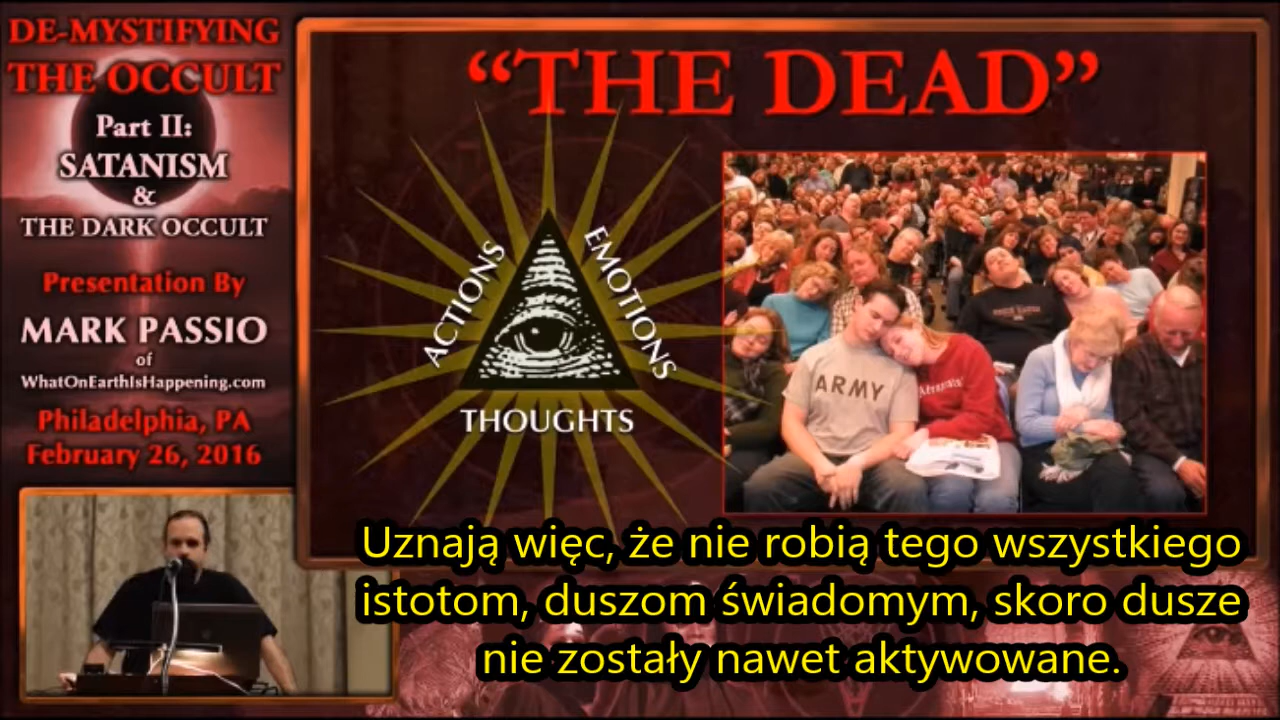 DE-MYSTIFYING
THE OCCULT
Part II:
SATANISM
&
THE DARK OCCULT
Presentation By
MARK PASSIO
of
WhatOnEarthIsHappening.com
Philadelphia, PA
February 26, 2016
“THE DEAD”
ACTIONS
EMOTIONS
THOUGHTS
ARMY
Uznają więc, że nie robią tego wszystkiego
istotom, duszom świadomym, skoro dusze
nie zostały nawet aktywowane.